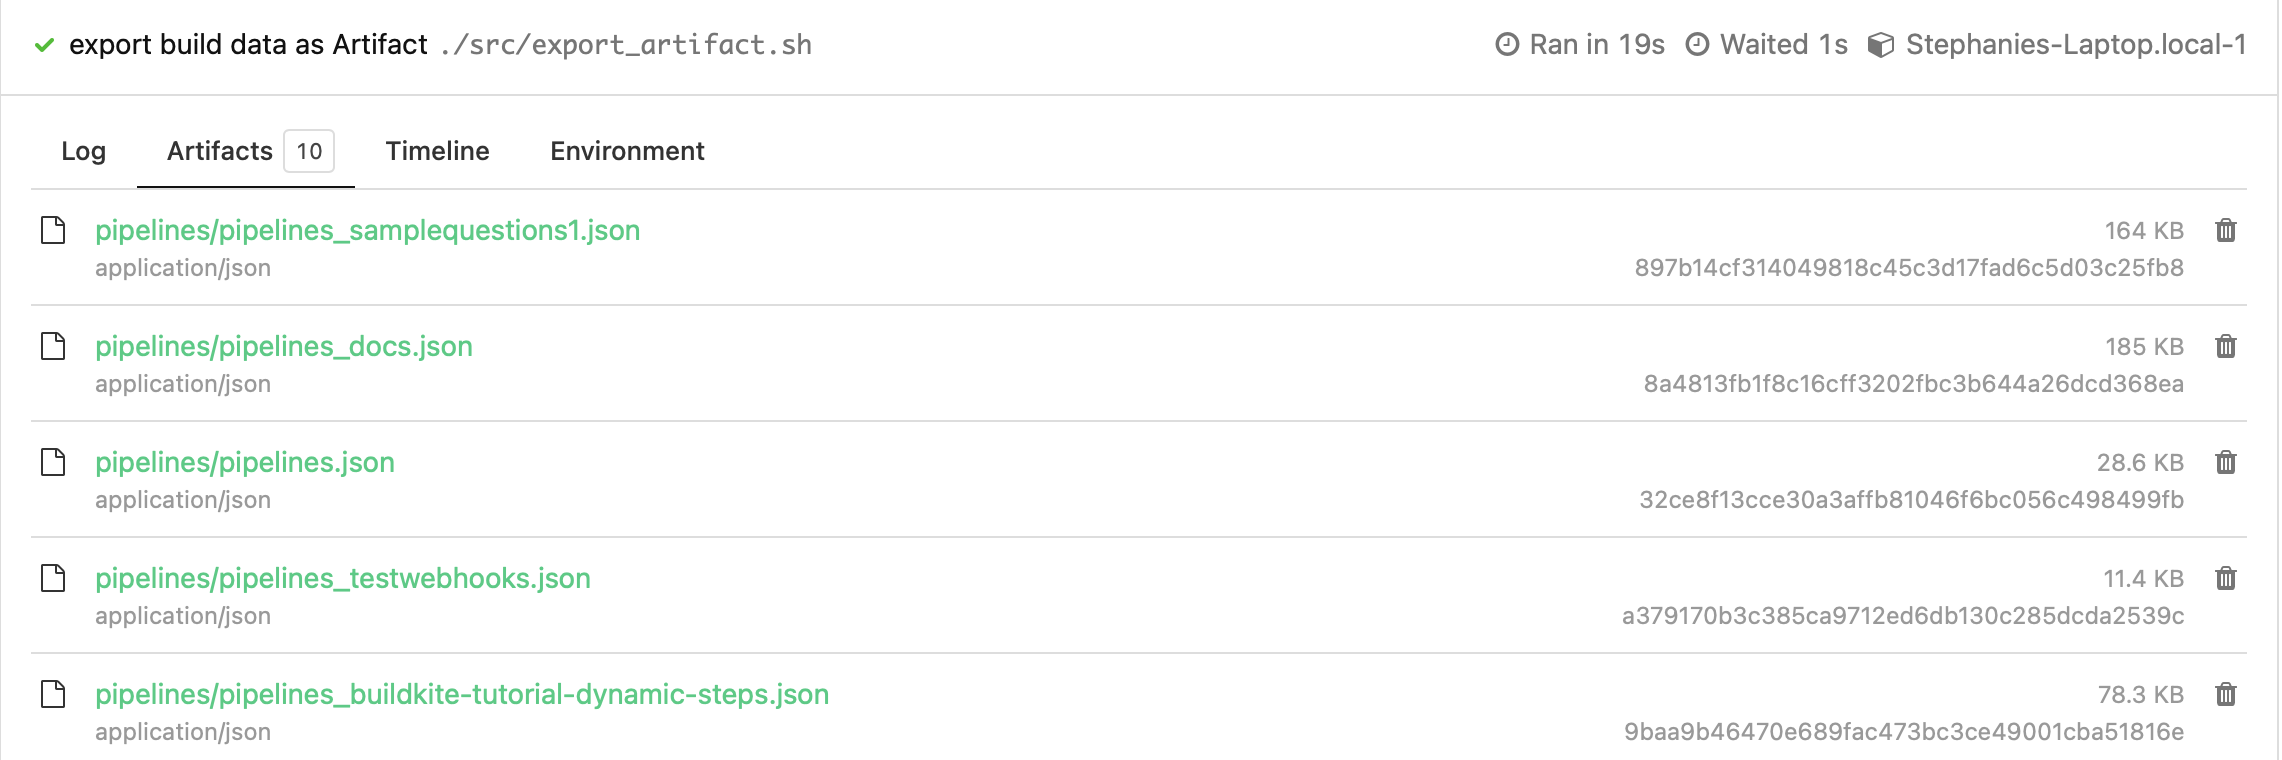 export build data as Artifact ./src/export_artifact.sh Ran in 19s Waited 1s Stephanies-Laptop.local-1
Log Artifacts 10 Timeline Environment
pipelines/pipelines_samplequestions1.json 164 KB
application/json 897b14cf314049818c45c3d17fad6c5d03c25fb8
pipelines/pipelines_docs.json 185 KB
application/json 8a4813fb1f8c16cff3202fbc3b644a26dcd368ea
pipelines/pipelines.json 28.6 KB
application/json 32ce8f13cce30a3affb81046f6bc056c498499fb
pipelines/pipelines_testwebhooks.json 11.4 KB
application/json a379170b3c385ca9712ed6db130c285dcda2539c
pipelines/pipelines_buildkite-tutorial-dynamic-steps.json 78.3 KB
application/json 9baa9b46470e689fac473bc3ce49001cba51816e